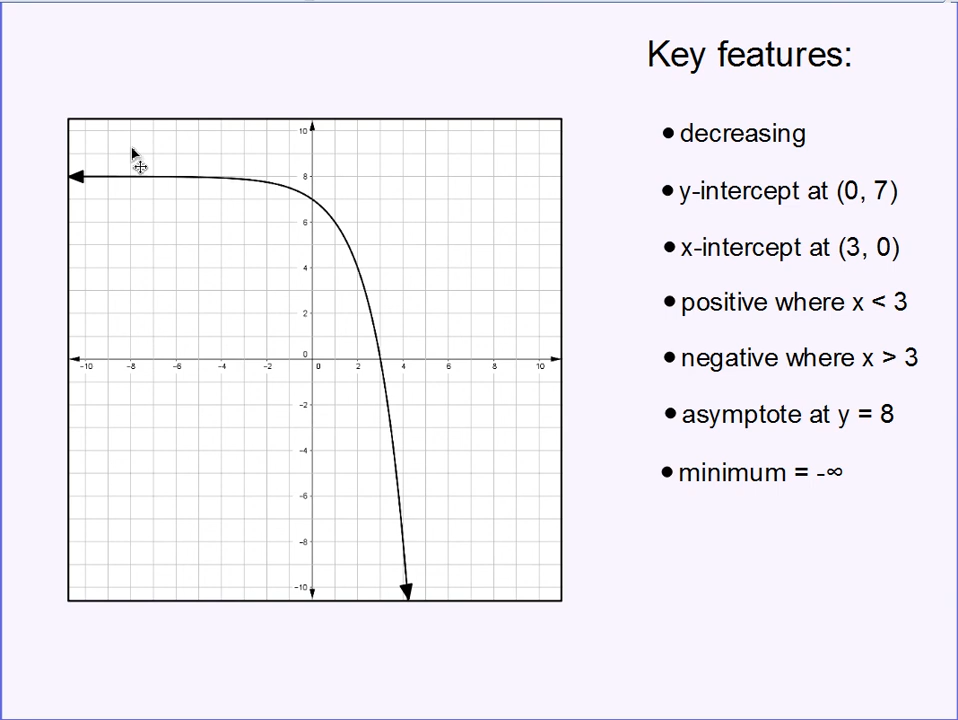 Key features:
• decreasing
• y-intercept at (0, 7)
• x-intercept at (3, 0)
• positive where x < 3
• negative where x > 3
• asymptote at y = 8
• minimum = -∞
10
8
6
4
2
0
-10 -8 -6 -4 -2 0 2 4 6 8 10
-2
-4
-6
-8
-10